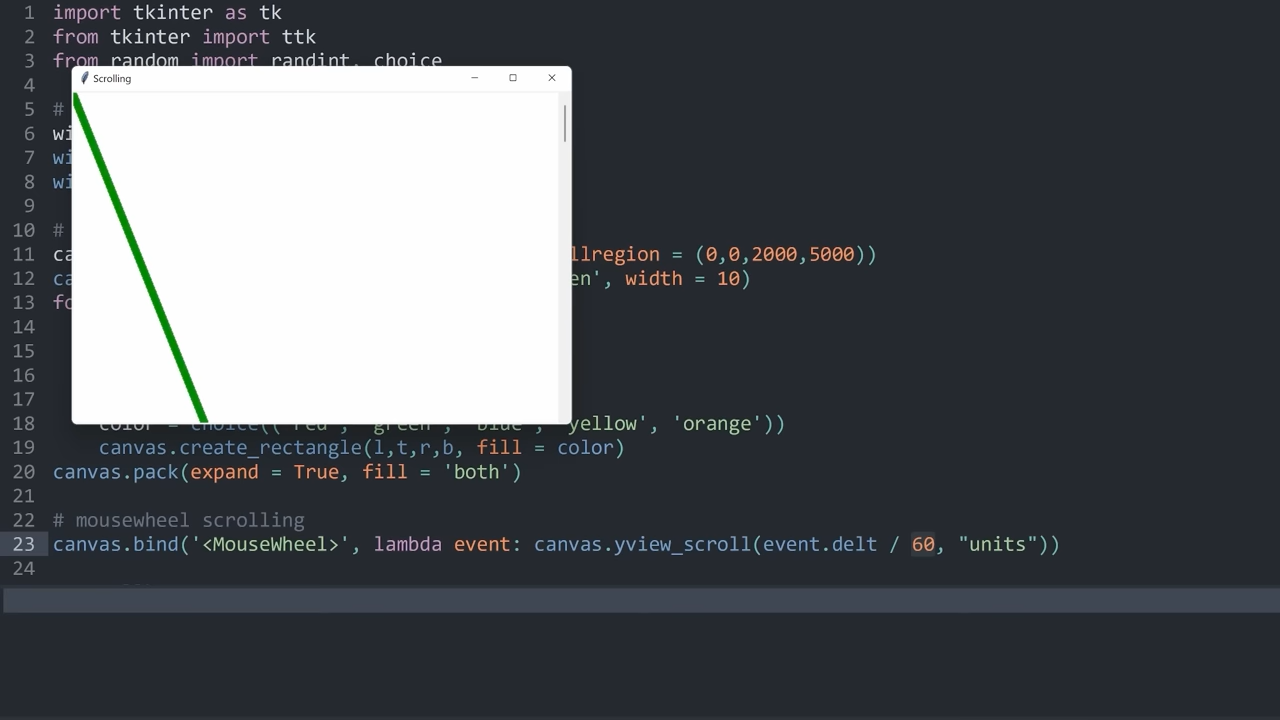 1 import tkinter as tk
2 from tkinter import ttk
3 from random import randint, choice
4
Scrolling
5 #
6 wi
7 wi
8 wi
9
10 #
11 ca llregion = (0,0,2000,5000))
12 ca en', width = 10)
13 fo
14
15
16
17
18 color = choice(('red', 'green', 'blue', 'yellow', 'orange'))
19 canvas.create_rectangle(l,t,r,b, fill = color)
20 canvas.pack(expand = True, fill = 'both')
21
22 # mousewheel scrolling
23 canvas.bind('<MouseWheel>', lambda event: canvas.yview_scroll(event.delt / 60, "units"))
24